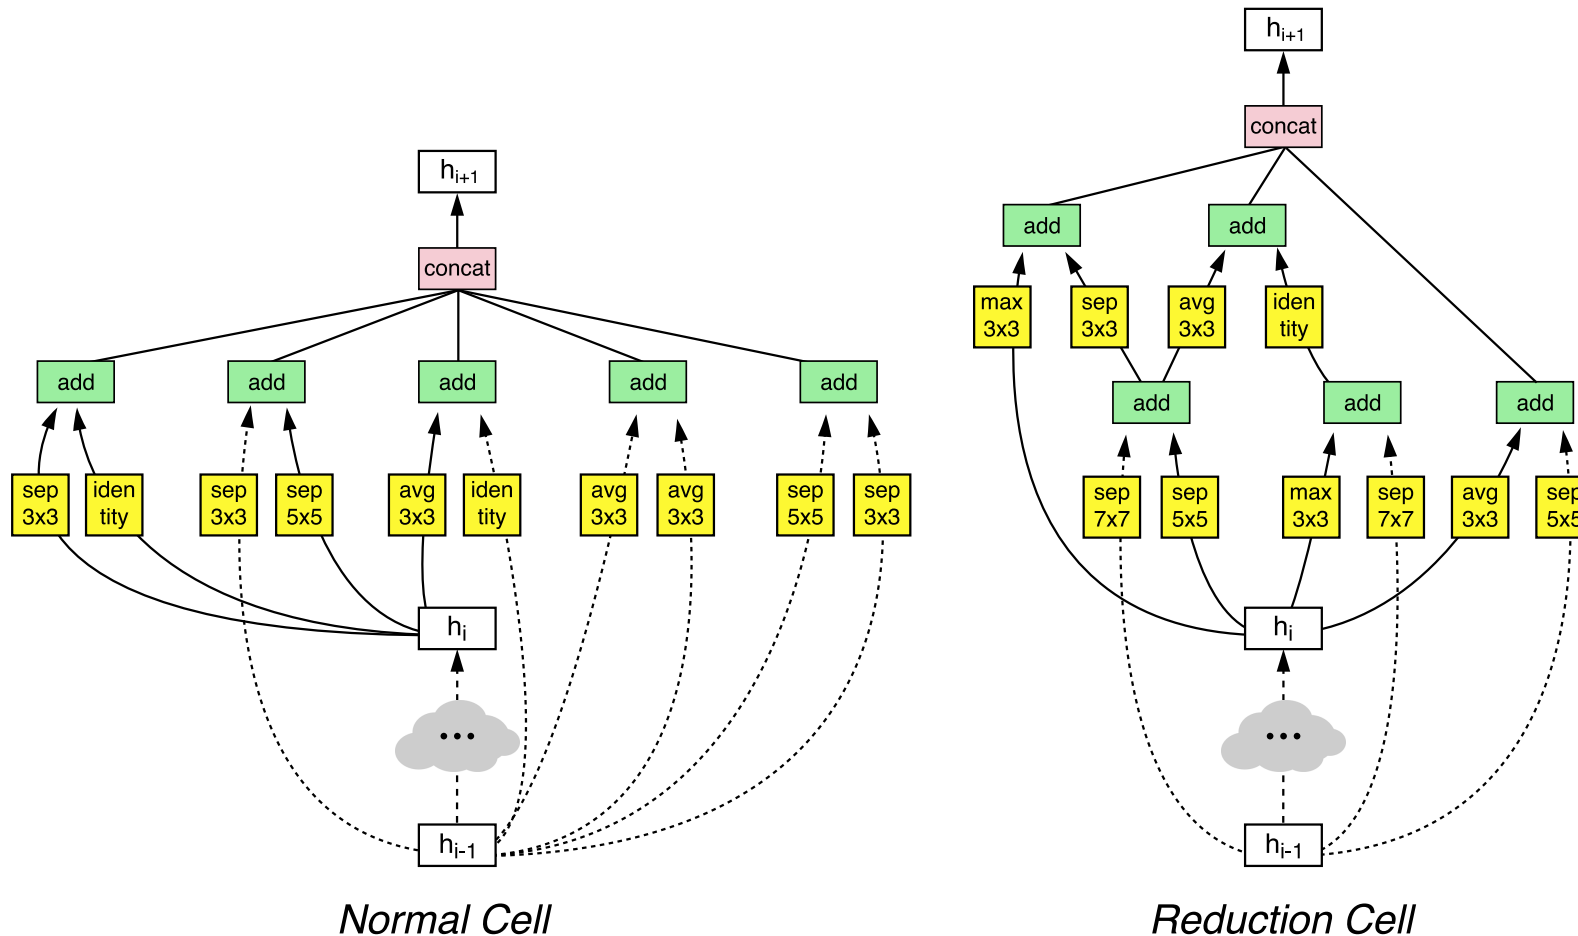 h_{i+1}
concat
add add add add add
sep 3x3
iden tity
sep 3x3
sep 5x5
avg 3x3
iden tity
avg 3x3
avg 3x3
sep 5x5
sep 3x3
h_i
...
h_{i-1}
Normal Cell
h_{i+1}
concat
add add
max 3x3
sep 3x3
avg 3x3
iden tity
add add add
sep 7x7
sep 5x5
max 3x3
sep 7x7
avg 3x3
sep 5x5
h_i
...
h_{i-1}
Reduction Cell